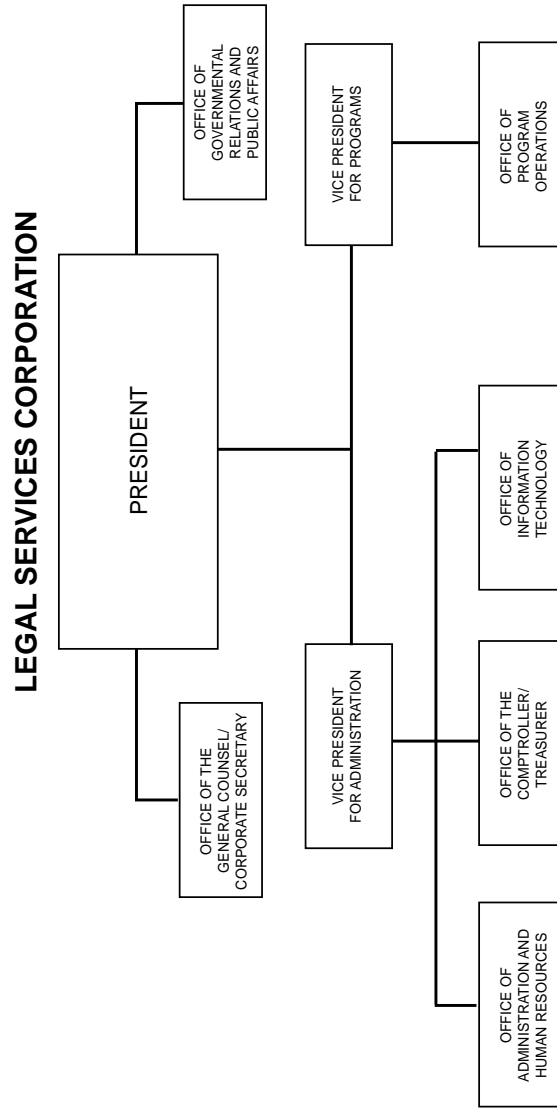 LEGAL SERVICES CORPORATION
PRESIDENT
OFFICE OF THE
GENERAL COUNSEL/
CORPORATE SECRETARY
OFFICE OF
GOVERNMENTAL
RELATIONS AND
PUBLIC AFFAIRS
VICE PRESIDENT
FOR ADMINISTRATION
VICE PRESIDENT
FOR PROGRAMS
OFFICE OF
ADMINISTRATION AND
HUMAN RESOURCES
OFFICE OF THE
COMPTROLLER/
TREASURER
OFFICE OF
INFORMATION
TECHNOLOGY
OFFICE OF
PROGRAM
OPERATIONS